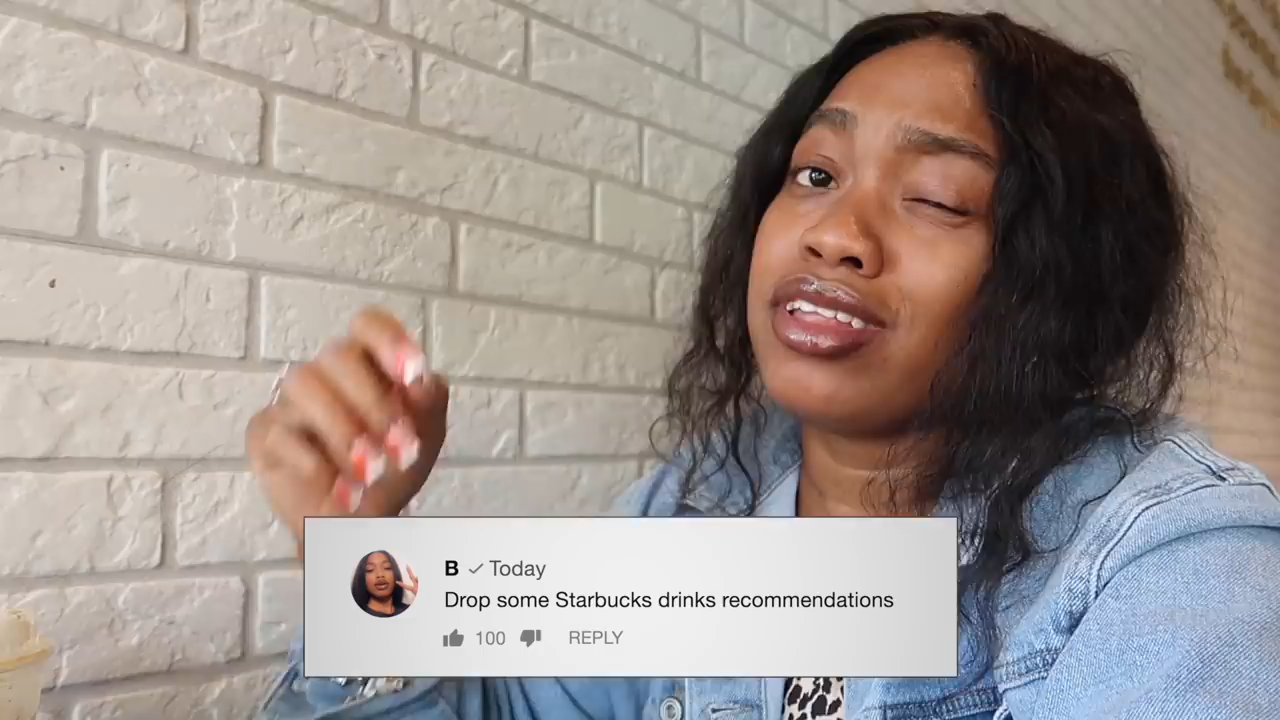 B ✓ Today
Drop some Starbucks drinks recommendations
100 REPLY